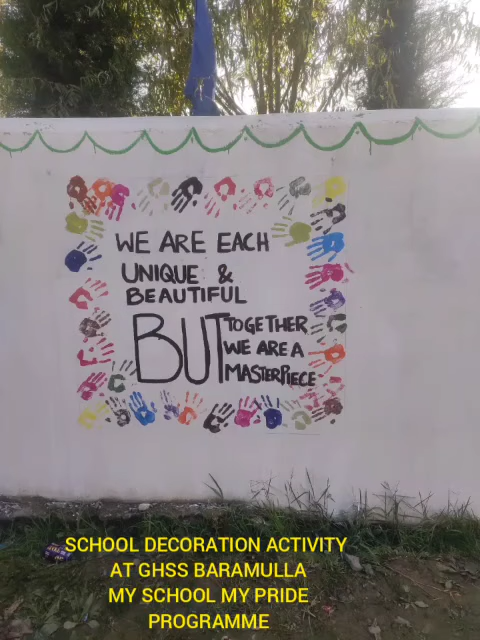 WE ARE EACH
UNIQUE &
BEAUTIFUL
BUT TOGETHER
WE ARE A
MASTERPIECE
SCHOOL DECORATION ACTIVITY
AT GHSS BARAMULLA
MY SCHOOL MY PRIDE
PROGRAMME